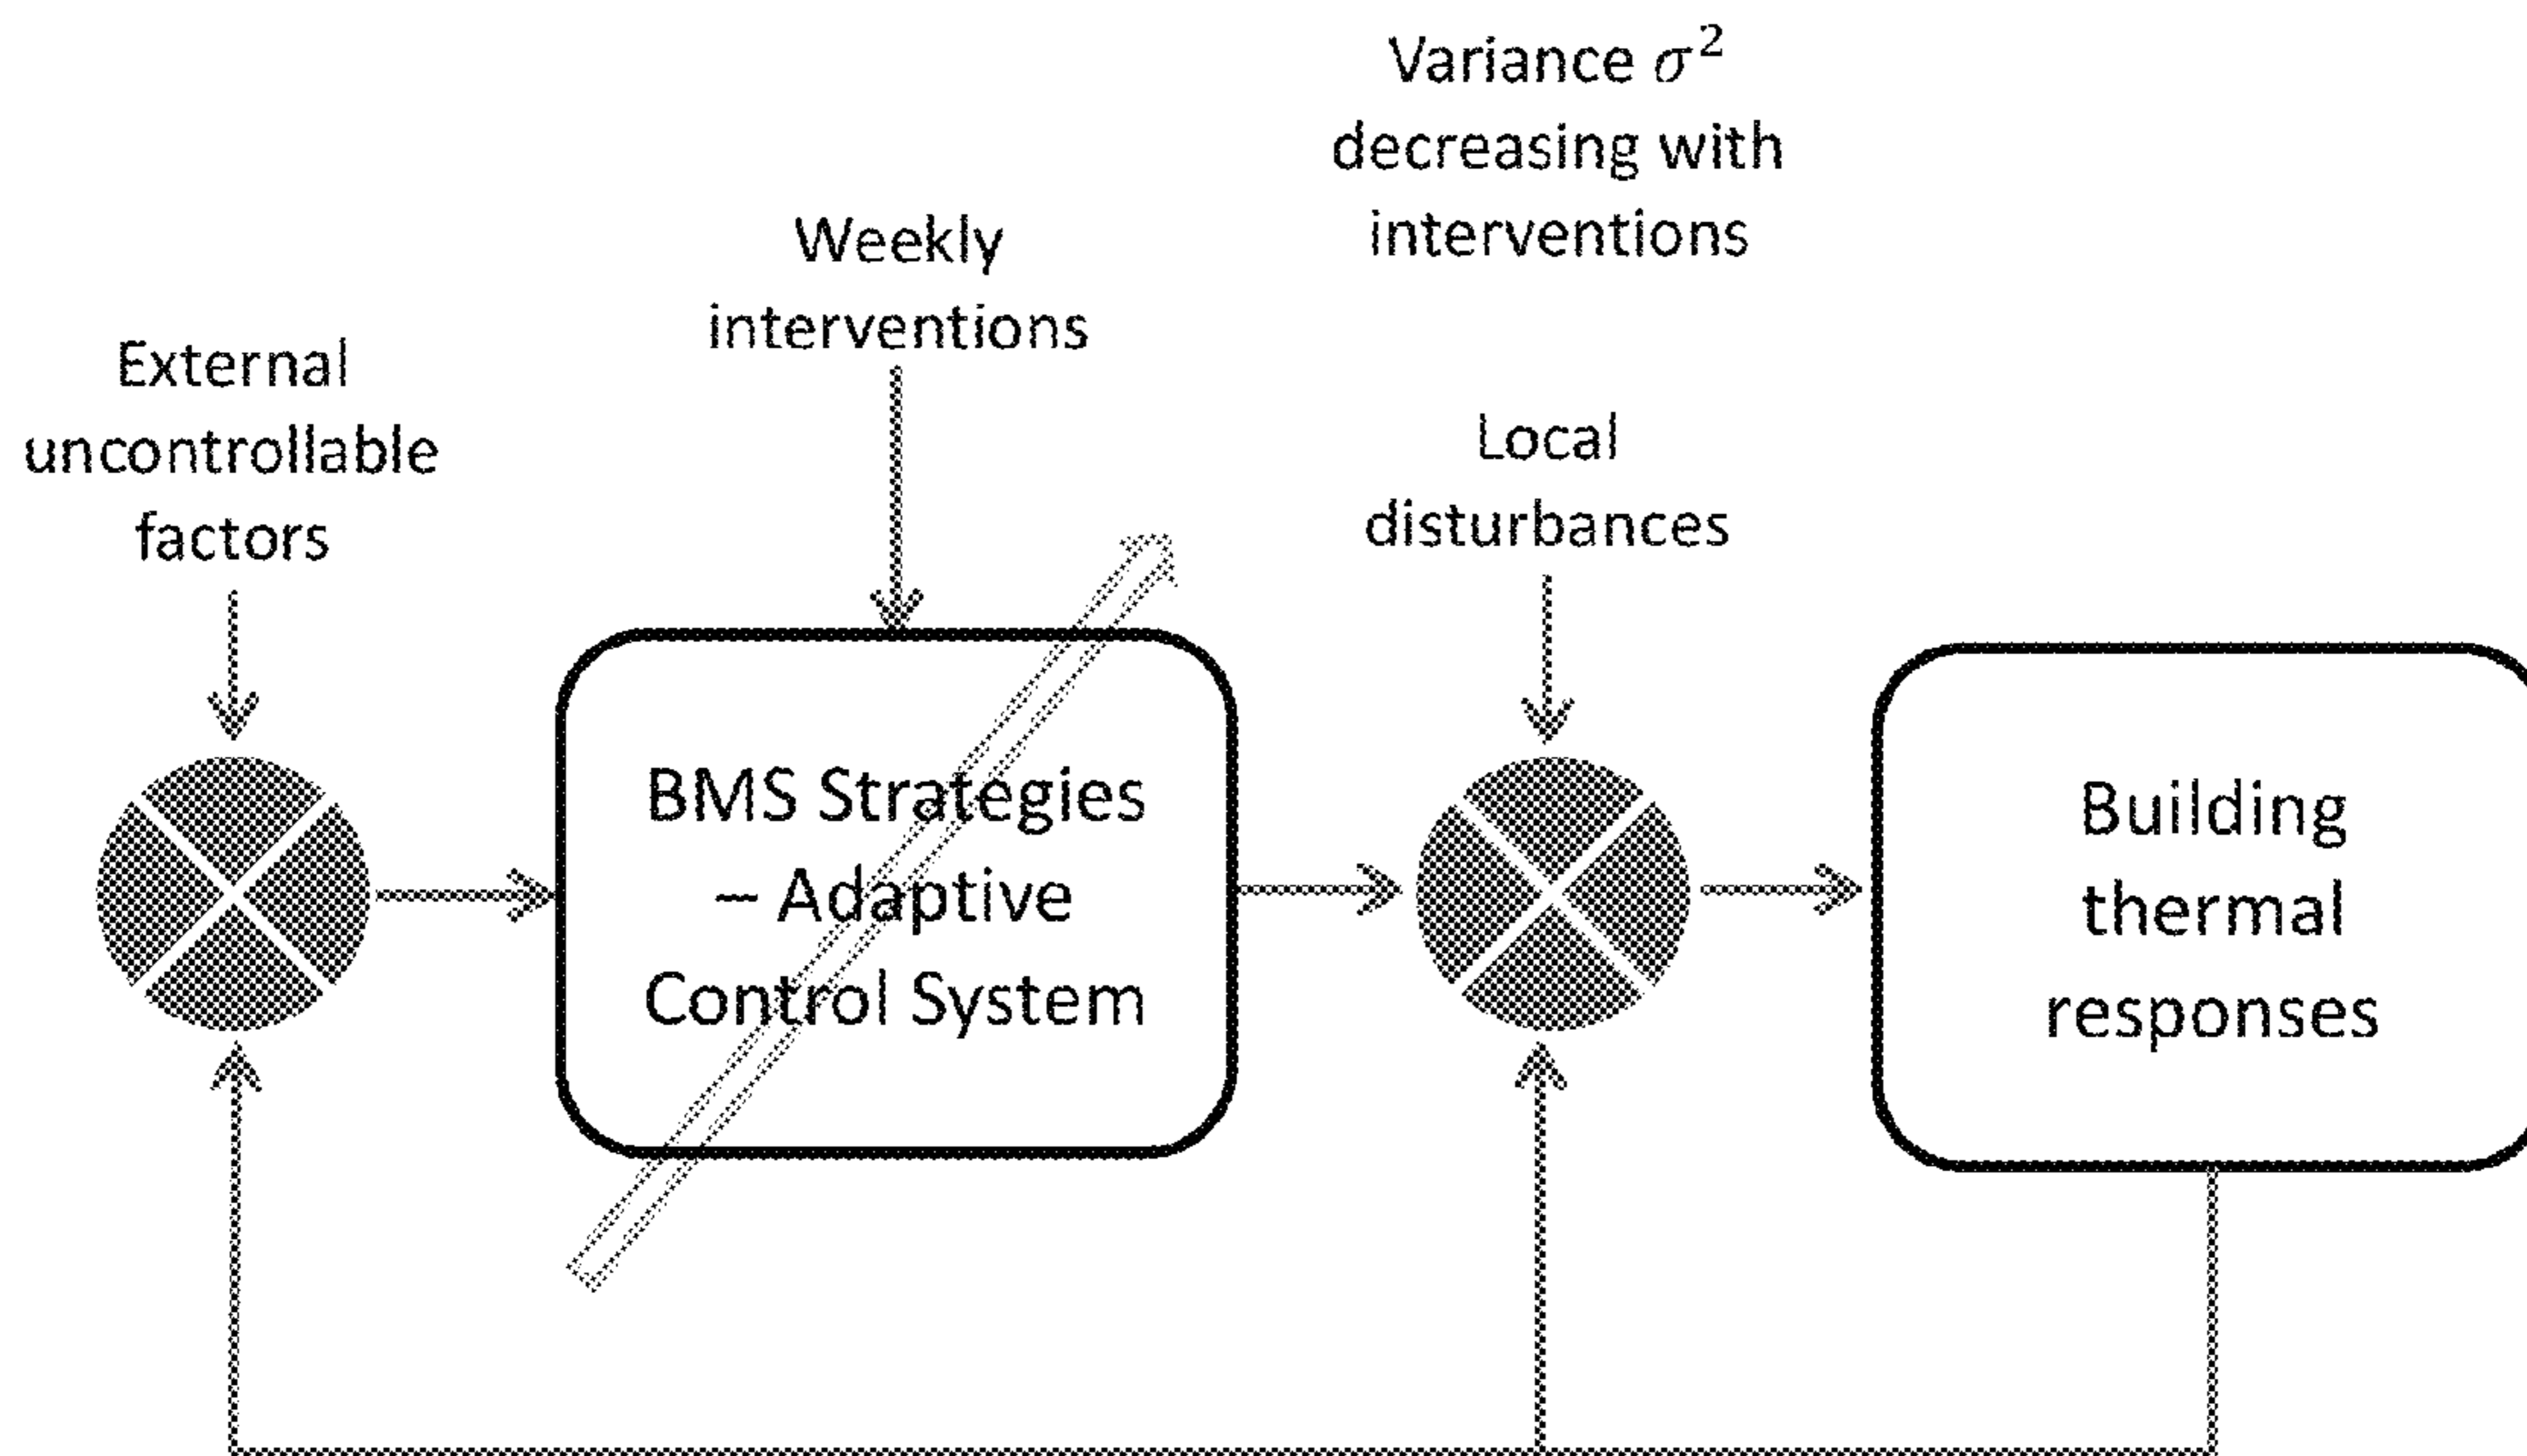 Variance σ²
decreasing with
interventions
Weekly
interventions
External
uncontrollable
factors
Local
disturbances
BMS Strategies
– Adaptive
Control System
Building
thermal
responses